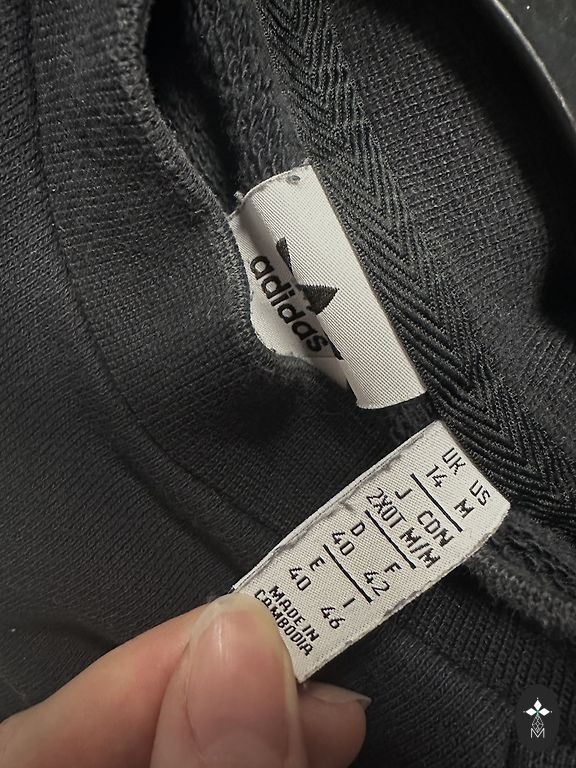 adidas
UK US
14 M
J CDN
2XOT M/M
D F
40 42
E I
40 46
MADE IN
CAMBODIA